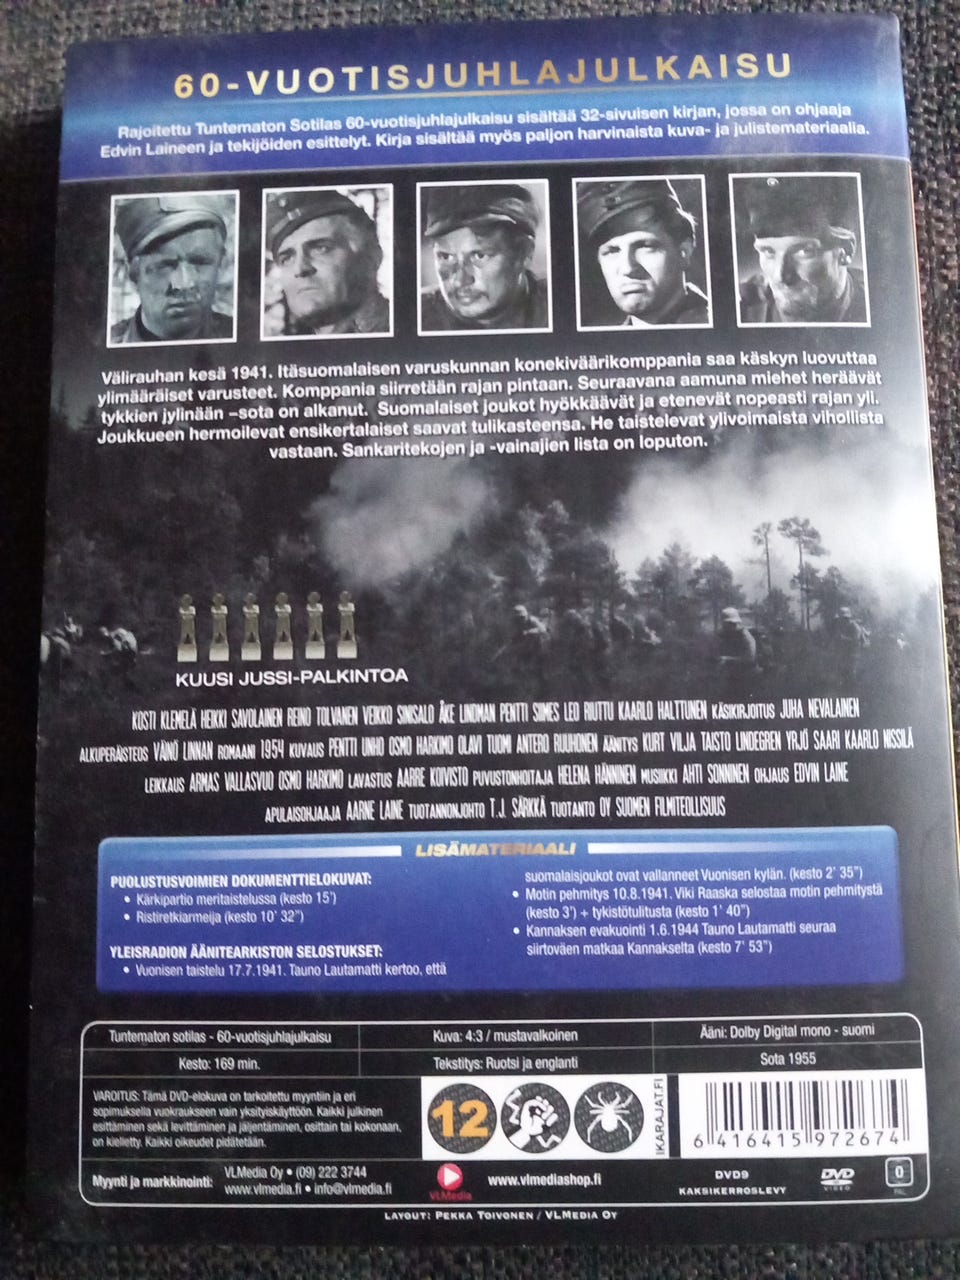 60-VUOTISJUHLAJULKAISU
Rajoitettu Tuntematon Sotilas 60-vuotisjuhlajulkaisu sisältää 32-sivuisen kirjan, jossa on ohjaaja
Edvin Laineen ja tekijöiden esittelyt. Kirja sisältää myös paljon harvinaista kuva- ja julistemateriaalia.
Välirauhan kesä 1941. Itäsuomalaisen varuskunnan konekiväärikomppania saa käskyn luovuttaa
ylimääräiset varusteet. Komppania siirretään rajan pintaan. Seuraavana aamuna miehet heräävät
tykkien jylinään –sota on alkanut. Suomalaiset joukot hyökkäävät ja etenevät nopeasti rajan yli.
Joukkueen hermoilevat ensikertalaiset saavat tulikasteensa. He taistelevat ylivoimaista vihollista
vastaan. Sankaritekojen ja -vainajien lista on loputon.
KUUSI JUSSI-PALKINTOA
KOSTI KLEMELÄ HEIKKI SAVOLAINEN REINO TOLVANEN VEIKKO SINISALO ÅKE LINDMAN PENTTI SIIMES LEO RIUTTU KAARLO HALTTUNEN KÄSIKIRJOITUS JUHA NEVALAINEN
ALKUPERÄISTEOS VÄINÖ LINNAN ROMAANI 1954 KUVAUS PENTTI UNHO OSMO HARKIMO OLAVI TUOMI ANTERO RUUHONEN ÄÄNITYS KURT VILJA TAISTO LINDEGREN YRJÖ SAARI KAARLO NISSILÄ
LEIKKAUS ARMAS VALLASVUO OSMO HARKIMO LAVASTUS AARRE KOIVISTO PUVUSTONHOITAJA HELENA HÄNNINEN MUSIIKKI AHTI SONNINEN OHJAUS EDVIN LAINE
APULAISOHJAAJA AARNE LAINE TUOTANNONJOHTO T.J. SÄRKKÄ TUOTANTO OY SUOMEN FILMITEOLLISUUS
LISÄMATERIAALI
PUOLUSTUSVOIMIEN DOKUMENTTIELOKUVAT:
• Kärkipartio meritaistelussa (kesto 15')
• Ristiretkiarmeija (kesto 10' 32")
YLEISRADION ÄÄNITEARKISTON SELOSTUKSET:
• Vuonisen taistelu 17.7.1941. Tauno Lautamatti kertoo, että
suomalaisjoukot ovat vallanneet Vuonisen kylän. (kesto 2' 35")
• Motin pehmitys 10.8.1941. Viki Raaska selostaa motin pehmitystä
(kesto 3') + tykistötulitusta (kesto 1' 40")
• Kannaksen evakuointi 1.6.1944 Tauno Lautamatti seuraa
siirtoväen matkaa Kannakselta (kesto 7' 53")
Tuntematon sotilas - 60-vuotisjuhlajulkaisu
Kuva: 4:3 / mustavalkoinen
Ääni: Dolby Digital mono - suomi
Kesto: 169 min.
Tekstitys: Ruotsi ja englanti
Sota 1955
VAROITUS: Tämä DVD-elokuva on tarkoitettu myyntiin ja eri
sopimuksella vuokraukseen vain yksityiskäyttöön. Kaikki julkinen
esittäminen sekä levittäminen ja jäljentäminen, osittain tai kokonaan,
on kielletty. Kaikki oikeudet pidätetään.
12
IKARAJAT.FI
6 416415 972674
Myynti ja markkinointi:
VLMedia Oy • (09) 222 3744
www.vlmedia.fi • info@vlmedia.fi
VLMedia
www.vlmediashop.fi
DVD9
KAKSIKERROSLEVY
DVD
VIDEO
0
PAL
LAYOUT: PEKKA TOIVONEN / VLMEDIA OY